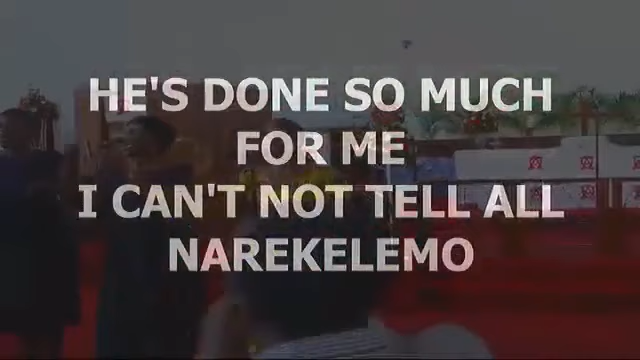 HE'S DONE SO MUCH
FOR ME
I CAN'T NOT TELL ALL
NAREKELEMO